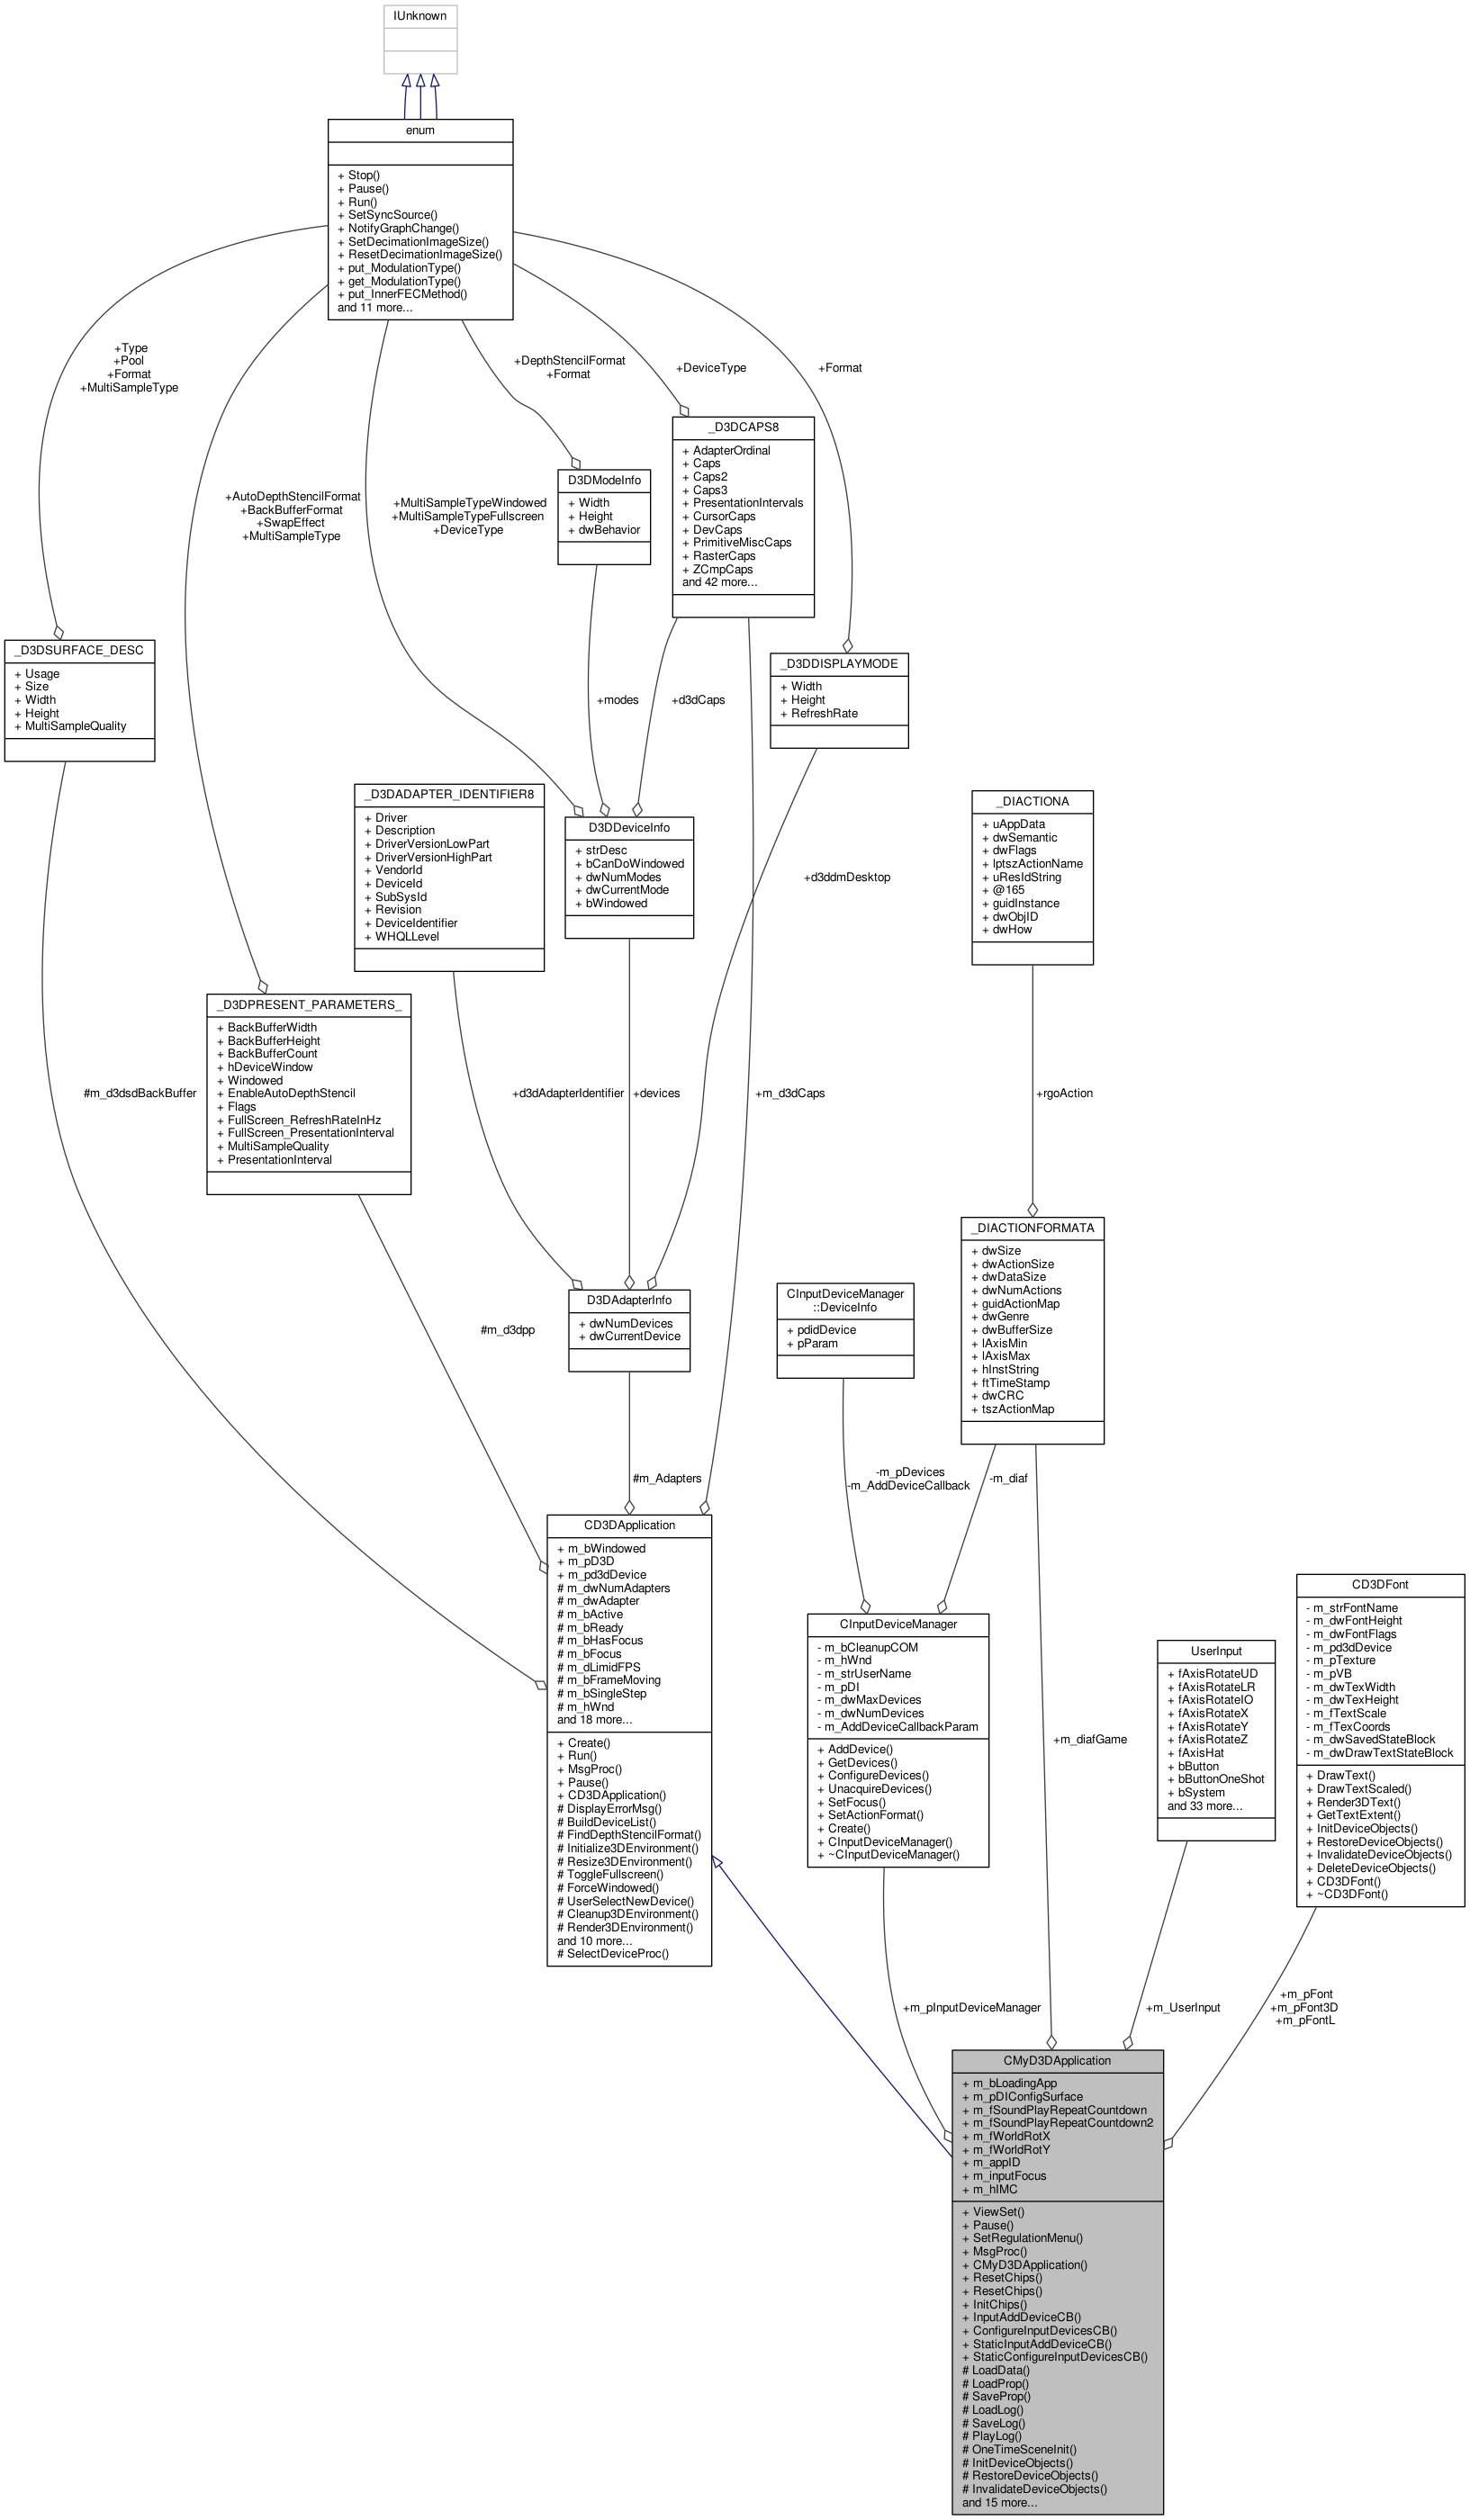 IUnknown
enum
+ Stop()
+ Pause()
+ Run()
+ SetSyncSource()
+ NotifyGraphChange()
+ SetDecimationImageSize()
+ ResetDecimationImageSize()
+ put_ModulationType()
+ get_ModulationType()
+ put_InnerFECMethod()
and 11 more...
+Type
+Pool
+Format
+MultiSampleType
+DepthStencilFormat
+Format
+DeviceType
+Format
_D3DCAPS8
+ AdapterOrdinal
+ Caps
+ Caps2
+ Caps3
+ PresentationIntervals
+ CursorCaps
+ DevCaps
+ PrimitiveMiscCaps
+ RasterCaps
+ ZCmpCaps
and 42 more...
D3DModeInfo
+ Width
+ Height
+ dwBehavior
+AutoDepthStencilFormat
+BackBufferFormat
+SwapEffect
+MultiSampleType
+MultiSampleTypeWindowed
+MultiSampleTypeFullscreen
+DeviceType
_D3DSURFACE_DESC
+ Usage
+ Size
+ Width
+ Height
+ MultiSampleQuality
+modes
+d3dCaps
_D3DDISPLAYMODE
+ Width
+ Height
+ RefreshRate
_D3DADAPTER_IDENTIFIER8
+ Driver
+ Description
+ DriverVersionLowPart
+ DriverVersionHighPart
+ VendorId
+ DeviceId
+ SubSysId
+ Revision
+ DeviceIdentifier
+ WHQLLevel
D3DDeviceInfo
+ strDesc
+ bCanDoWindowed
+ dwNumModes
+ dwCurrentMode
+ bWindowed
+d3ddmDesktop
_DIACTIONA
+ uAppData
+ dwSemantic
+ dwFlags
+ lptszActionName
+ uResIdString
+ @165
+ guidInstance
+ dwObjID
+ dwHow
_D3DPRESENT_PARAMETERS_
+ BackBufferWidth
+ BackBufferHeight
+ BackBufferCount
+ hDeviceWindow
+ Windowed
+ EnableAutoDepthStencil
+ Flags
+ FullScreen_RefreshRateInHz
+ FullScreen_PresentationInterval
+ MultiSampleQuality
+ PresentationInterval
#m_d3dsdBackBuffer
+d3dAdapterIdentifier
+devices
+m_d3dCaps
+rgoAction
_DIACTIONFORMATA
+ dwSize
+ dwActionSize
+ dwDataSize
+ dwNumActions
+ guidActionMap
+ dwGenre
+ dwBufferSize
+ lAxisMin
+ lAxisMax
+ hInstString
+ ftTimeStamp
+ dwCRC
+ tszActionMap
#m_d3dpp
D3DAdapterInfo
+ dwNumDevices
+ dwCurrentDevice
CInputDeviceManager
::DeviceInfo
+ pdidDevice
+ pParam
#m_Adapters
-m_pDevices
-m_AddDeviceCallback
-m_diaf
CD3DApplication
+ m_bWindowed
+ m_pD3D
+ m_pd3dDevice
# m_dwNumAdapters
# m_dwAdapter
# m_bActive
# m_bReady
# m_bHasFocus
# m_bFocus
# m_dLimidFPS
# m_bFrameMoving
# m_bSingleStep
# m_hWnd
and 18 more...
+ Create()
+ Run()
+ MsgProc()
+ Pause()
+ CD3DApplication()
# DisplayErrorMsg()
# BuildDeviceList()
# FindDepthStencilFormat()
# Initialize3DEnvironment()
# Resize3DEnvironment()
# ToggleFullscreen()
# ForceWindowed()
# UserSelectNewDevice()
# Cleanup3DEnvironment()
# Render3DEnvironment()
and 10 more...
# SelectDeviceProc()
CInputDeviceManager
- m_bCleanupCOM
- m_hWnd
- m_strUserName
- m_pDI
- m_dwMaxDevices
- m_dwNumDevices
- m_AddDeviceCallbackParam
+ AddDevice()
+ GetDevices()
+ ConfigureDevices()
+ UnacquireDevices()
+ SetFocus()
+ SetActionFormat()
+ Create()
+ CInputDeviceManager()
+ ~CInputDeviceManager()
+m_diafGame
UserInput
+ fAxisRotateUD
+ fAxisRotateLR
+ fAxisRotateIO
+ fAxisRotateX
+ fAxisRotateY
+ fAxisRotateZ
+ fAxisHat
+ bButton
+ bButtonOneShot
+ bSystem
and 33 more...
CD3DFont
- m_strFontName
- m_dwFontHeight
- m_dwFontFlags
- m_pd3dDevice
- m_pTexture
- m_pVB
- m_dwTexWidth
- m_dwTexHeight
- m_fTextScale
- m_fTexCoords
- m_dwSavedStateBlock
- m_dwDrawTextStateBlock
+ DrawText()
+ DrawTextScaled()
+ Render3DText()
+ GetTextExtent()
+ InitDeviceObjects()
+ RestoreDeviceObjects()
+ InvalidateDeviceObjects()
+ DeleteDeviceObjects()
+ CD3DFont()
+ ~CD3DFont()
+m_pInputDeviceManager
+m_UserInput
+m_pFont
+m_pFont3D
+m_pFontL
CMyD3DApplication
+ m_bLoadingApp
+ m_pDIConfigSurface
+ m_fSoundPlayRepeatCountdown
+ m_fSoundPlayRepeatCountdown2
+ m_fWorldRotX
+ m_fWorldRotY
+ m_appID
+ m_inputFocus
+ m_hIMC
+ ViewSet()
+ Pause()
+ SetRegulationMenu()
+ MsgProc()
+ CMyD3DApplication()
+ ResetChips()
+ ResetChips()
+ InitChips()
+ InputAddDeviceCB()
+ ConfigureInputDevicesCB()
+ StaticInputAddDeviceCB()
+ StaticConfigureInputDevicesCB()
# LoadData()
# LoadProp()
# SaveProp()
# LoadLog()
# SaveLog()
# PlayLog()
# OneTimeSceneInit()
# InitDeviceObjects()
# RestoreDeviceObjects()
# InvalidateDeviceObjects()
and 15 more...